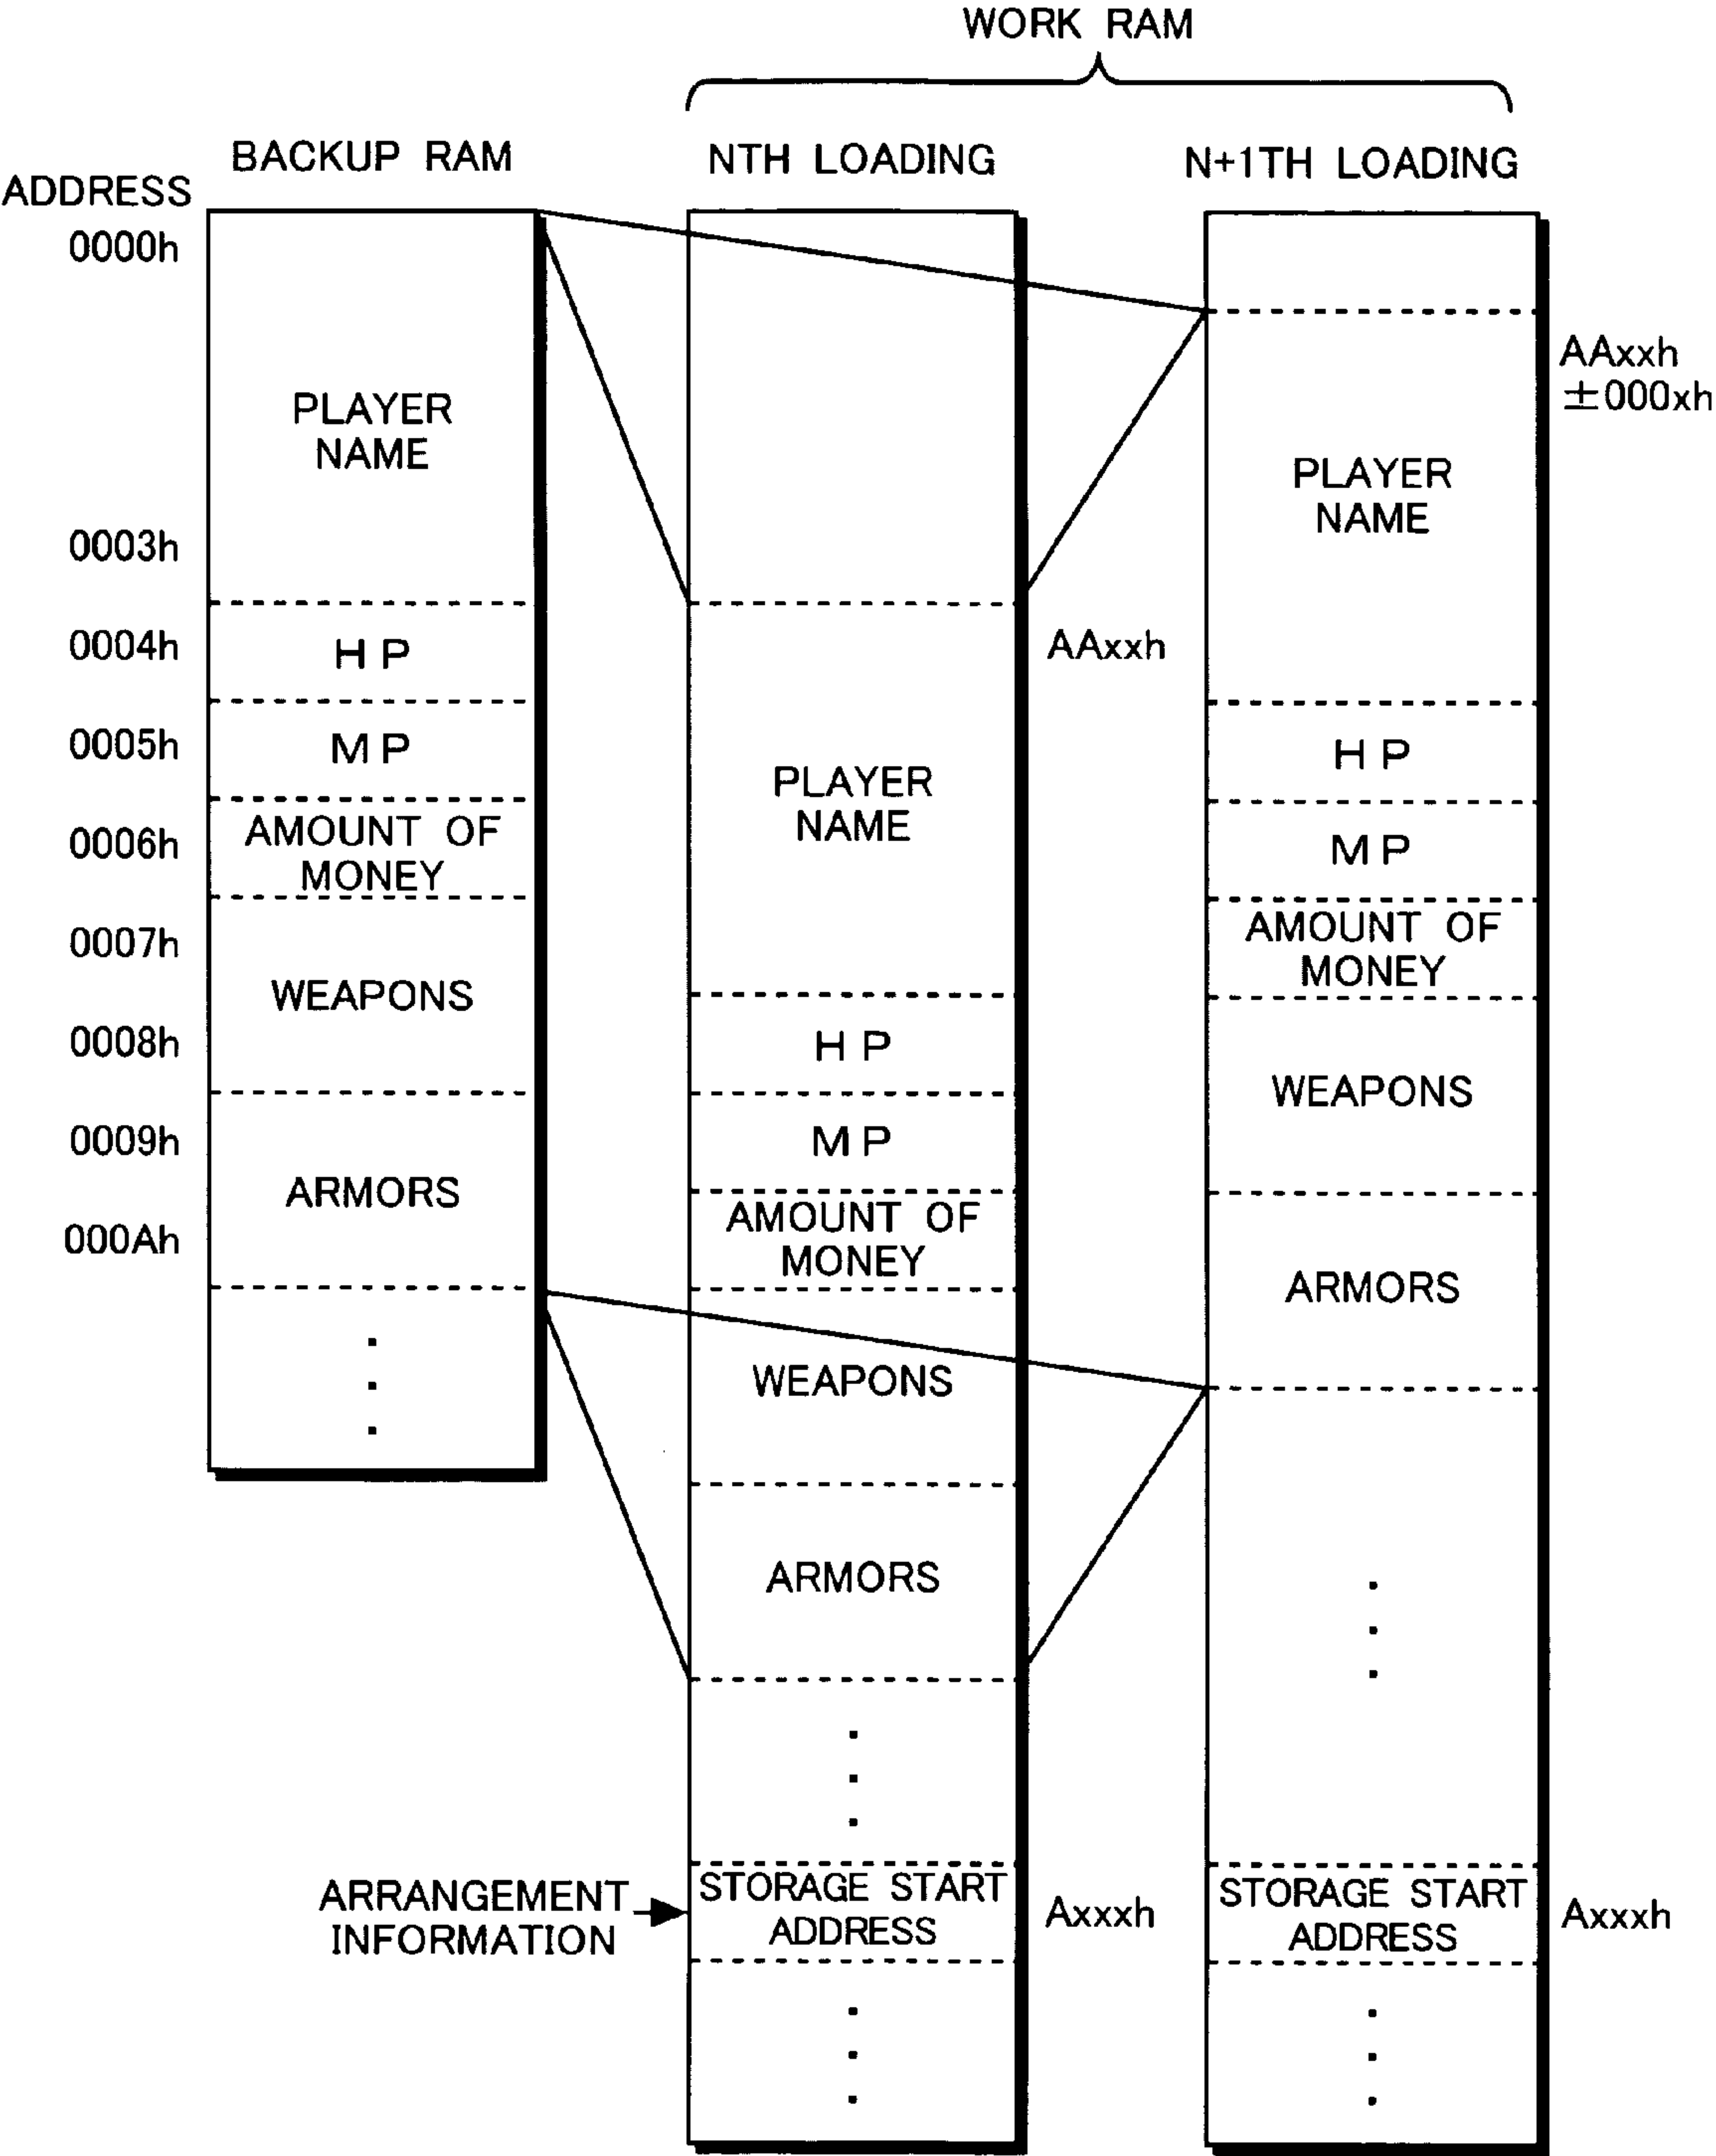 WORK RAM
BACKUP RAM
NTH LOADING
N+1TH LOADING
ADDRESS
0000h
0003h
0004h
0005h
0006h
0007h
0008h
0009h
000Ah
PLAYER
NAME
H P
M P
AMOUNT OF
MONEY
WEAPONS
ARMORS
PLAYER
NAME
H P
M P
AMOUNT OF
MONEY
WEAPONS
ARMORS
STORAGE START
ADDRESS
AAxxh
Axxxh
ARRANGEMENT
INFORMATION
PLAYER
NAME
H P
M P
AMOUNT OF
MONEY
WEAPONS
ARMORS
STORAGE START
ADDRESS
AAxxh
±000xh
Axxxh